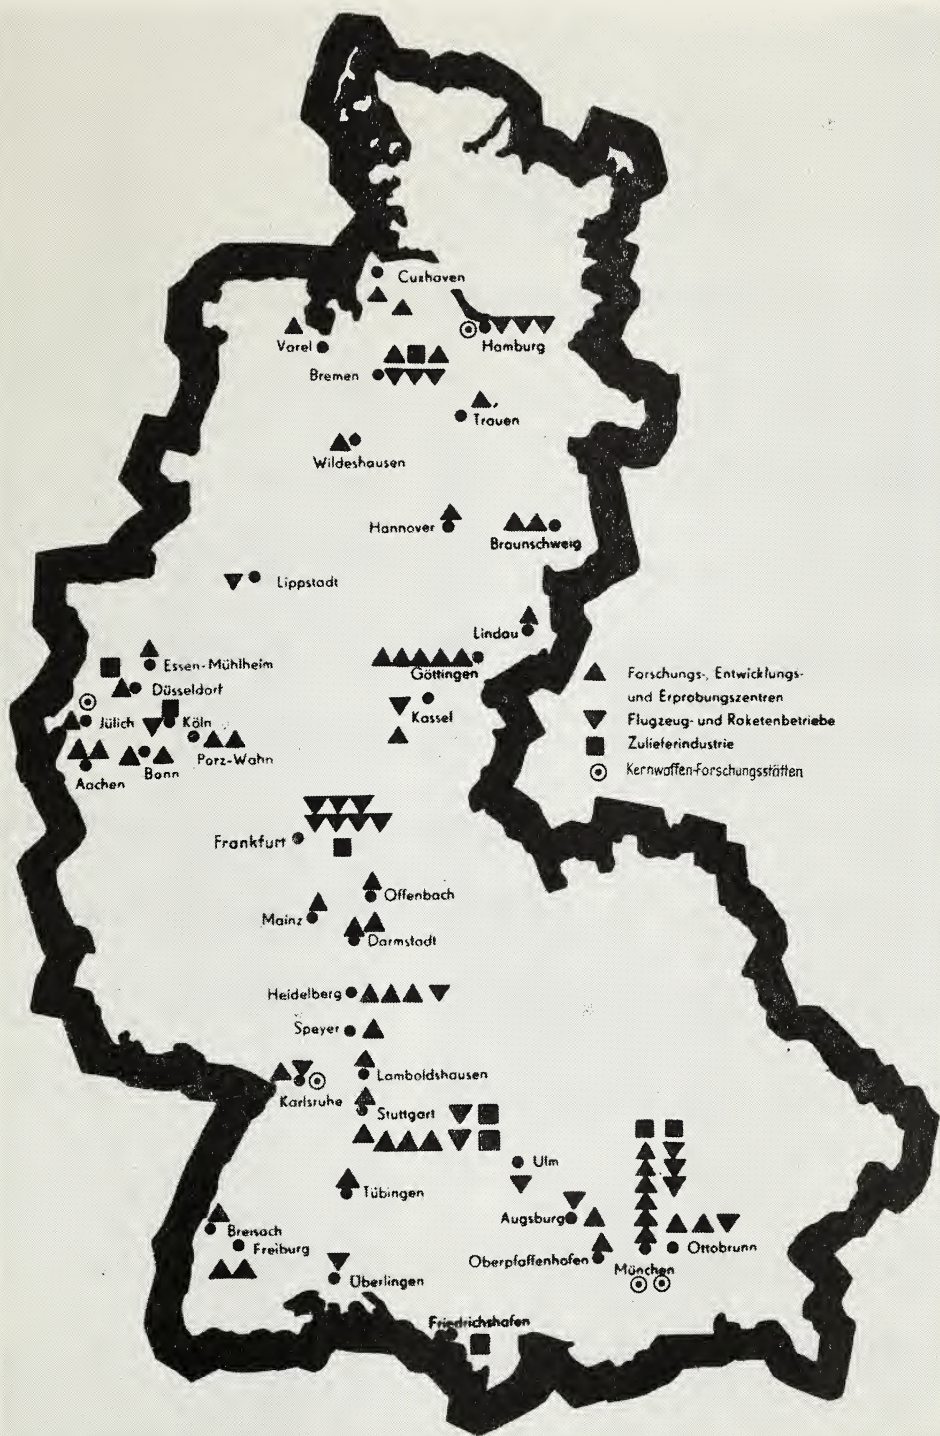 Cuxhaven
Hamburg
Varel
Bremen
Trauen
Wildeshausen
Hannover
Braunschweig
Lippstadt
Lindau
Essen-Mühlheim
Göttingen
Düsseldorf
Kassel
Jülich
Köln
Porz-Wahn
Bonn
Aachen
Forschungs-, Entwicklungs-
und Erprobungszentren
Flugzeug- und Raketenbetriebe
Zulieferindustrie
Kernwaffen-Forschungsstätten
Frankfurt
Offenbach
Mainz
Darmstadt
Heidelberg
Speyer
Lamboldshausen
Karlsruhe
Stuttgart
Ulm
Tübingen
Augsburg
Breisach
Freiburg
Ottobrunn
Oberpfaffenhofen
München
Überlingen
Friedrichshafen